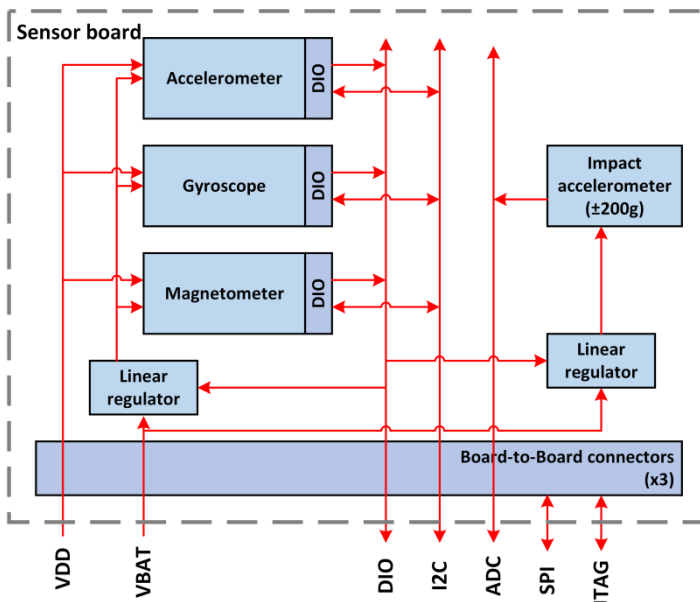 Sensor board
Accelerometer
DIO
Gyroscope
DIO
Impact
accelerometer
(±200g)
Magnetometer
DIO
Linear
regulator
Linear
regulator
Board-to-Board connectors
(x3)
VDD
VBAT
DIO
I2C
ADC
SPI
JTAG